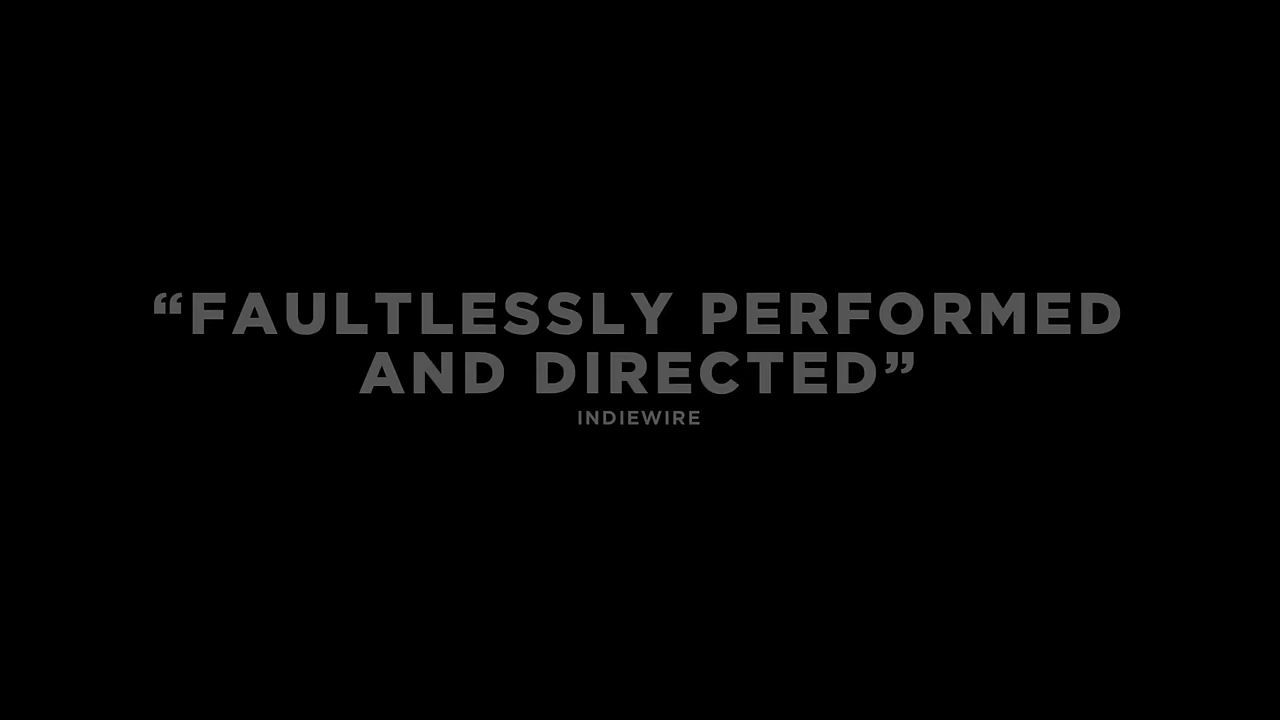 “FAULTLESSLY PERFORMED
AND DIRECTED”
INDIEWIRE